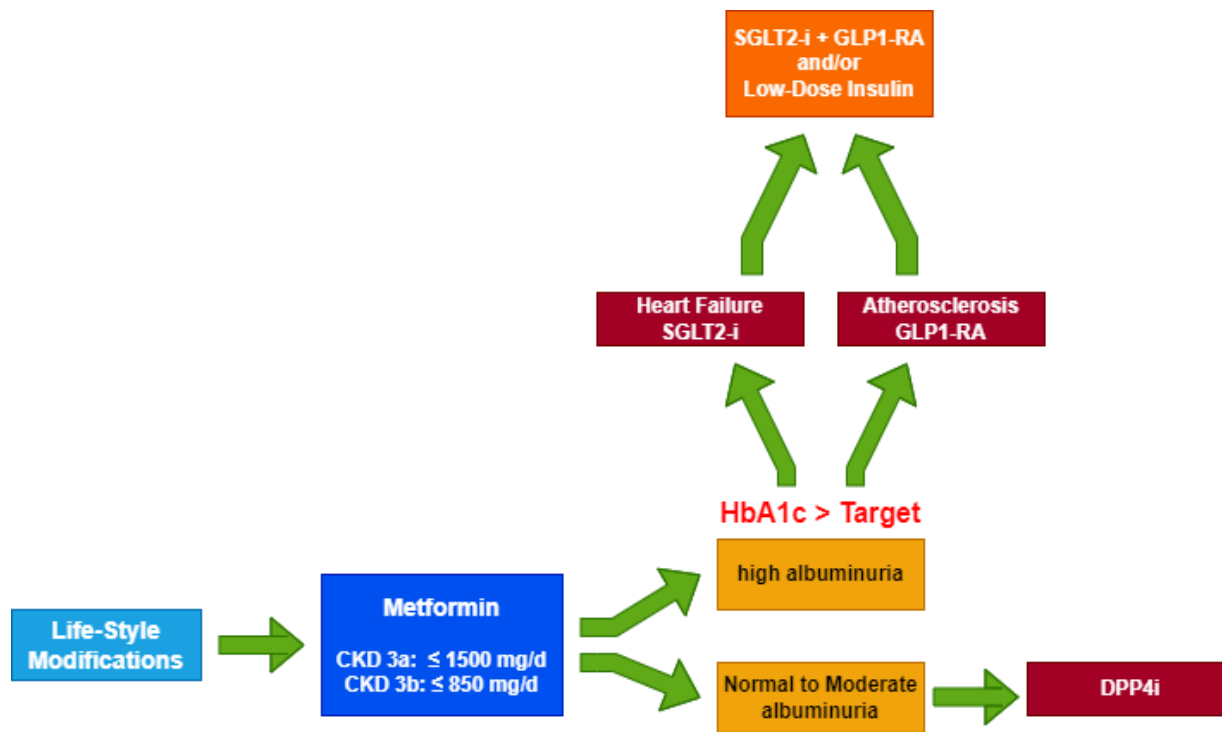 SGLT2-i + GLP1-RA
and/or
Low-Dose Insulin
Heart Failure
SGLT2-i
Atherosclerosis
GLP1-RA
HbA1c > Target
high albuminuria
Life-Style
Modifications
Metformin
CKD 3a: ≤ 1500 mg/d
CKD 3b: ≤ 850 mg/d
Normal to Moderate
albuminuria
DPP4i